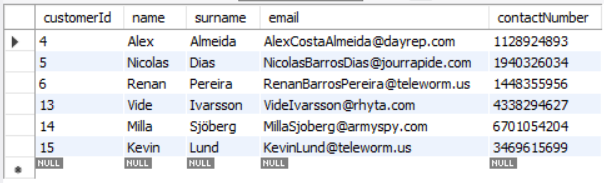 customerId name surname email contactNumber
4 Alex Almeida AlexCostaAlmeida@dayrep.com 1128924893
5 Nicolas Dias NicolasBarrosDias@jourrapide.com 1940326034
6 Renan Pereira RenanBarrosPereira@teleworm.us 1448355956
13 Vide Ivarsson VideIvarsson@rhyta.com 4338294627
14 Milla Sjöberg MillaSjoberg@armyspy.com 6701054204
15 Kevin Lund KevinLund@teleworm.us 3469615699
NULL NULL NULL NULL NULL